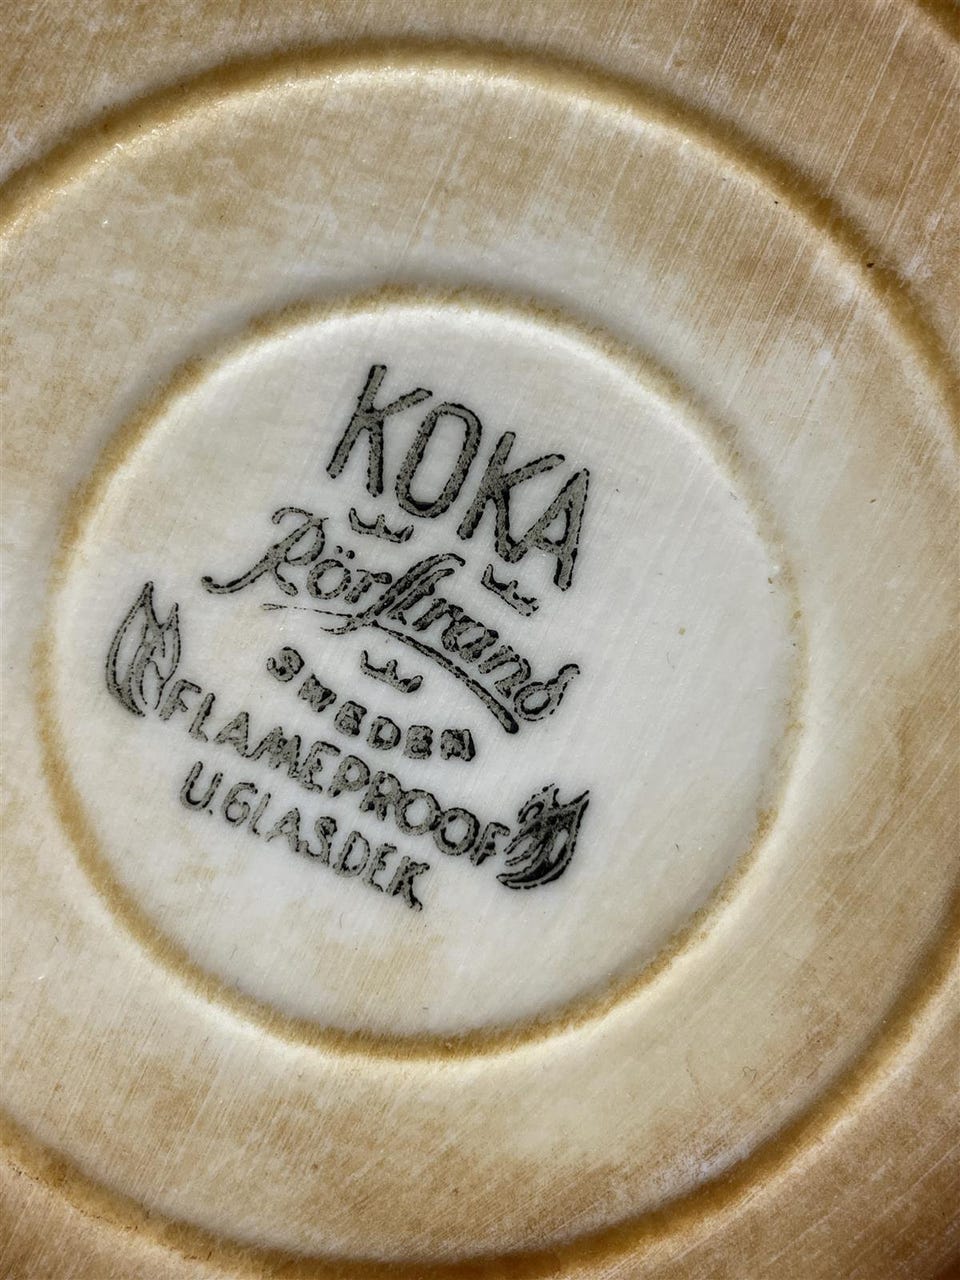 KOKA
Rörstrand
SWEDEN
FLAMEPROOF
U.GLAS.DEK